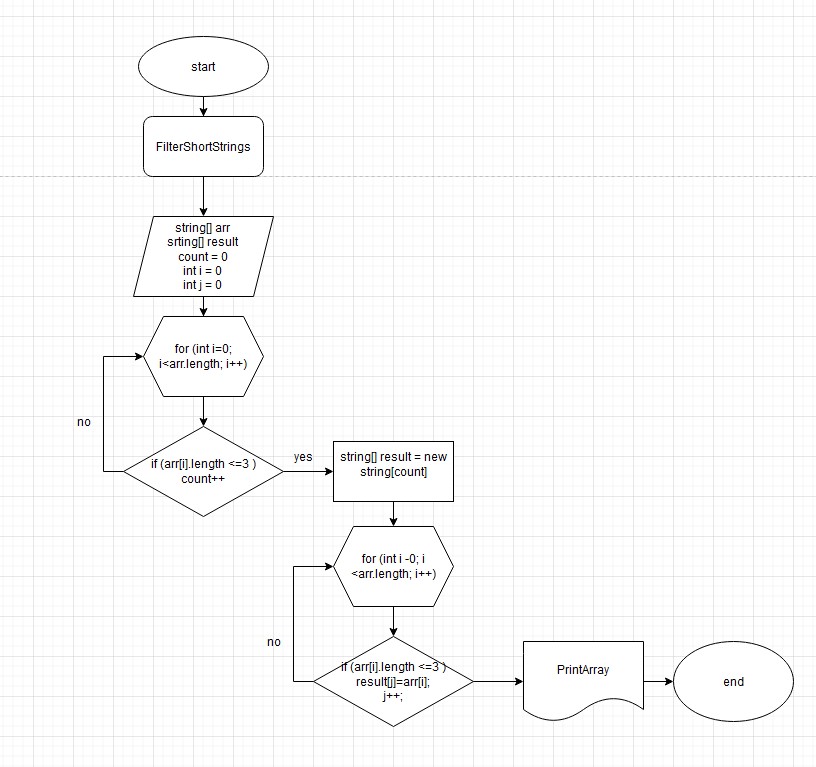 start
FilterShortStrings
string[] arr
srting[] result
count = 0
int i = 0
int j = 0
for (int i=0;
i<arr.length; i++)
no
if (arr[i].length <=3 )
count++
yes
string[] result = new
string[count]
for (int i -0; i
<arr.length; i++)
no
if (arr[i].length <=3 )
result[j]=arr[i];
j++;
PrintArray
end